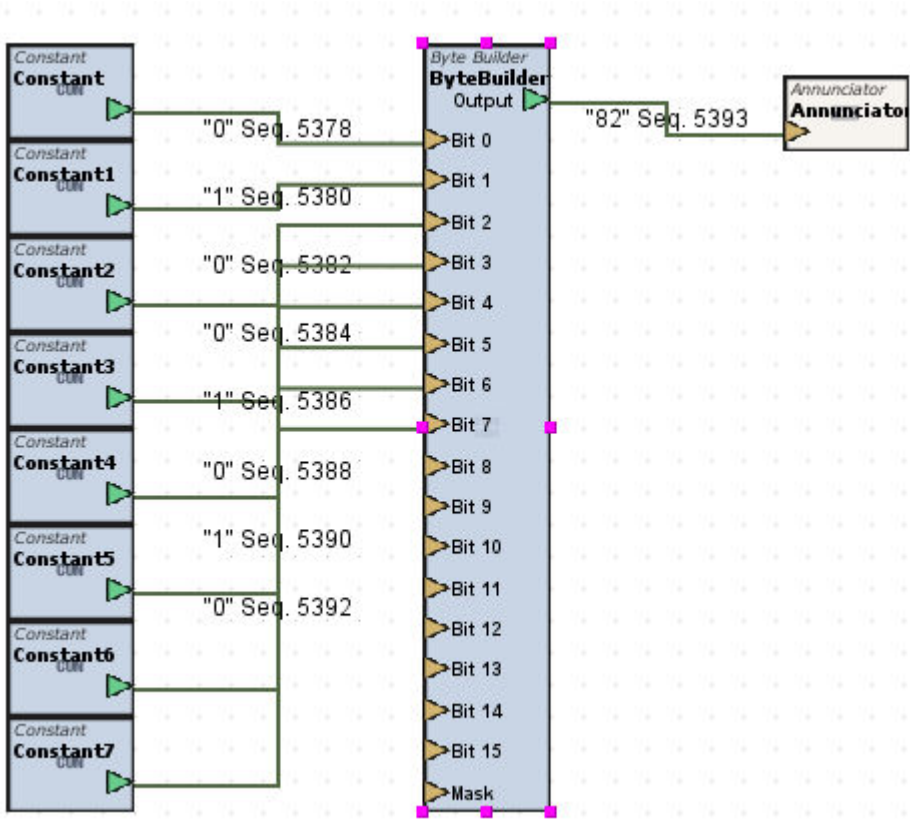 Constant
Constant
CON
"0" Seq. 5378
Constant
Constant1
CON
"1" Seq. 5380
Constant
Constant2
CON
"0" Seq. 5382
Constant
Constant3
CON
"0" Seq. 5384
"1" Seq. 5386
Constant
Constant4
CON
"0" Seq. 5388
Constant
Constant5
CON
"1" Seq. 5390
"0" Seq. 5392
Constant
Constant6
CON
Constant
Constant7
CON
Byte Builder
ByteBuilder
Output
Bit 0
Bit 1
Bit 2
Bit 3
Bit 4
Bit 5
Bit 6
Bit 7
Bit 8
Bit 9
Bit 10
Bit 11
Bit 12
Bit 13
Bit 14
Bit 15
Mask
"82" Seq. 5393
Annunciator
Annunciator